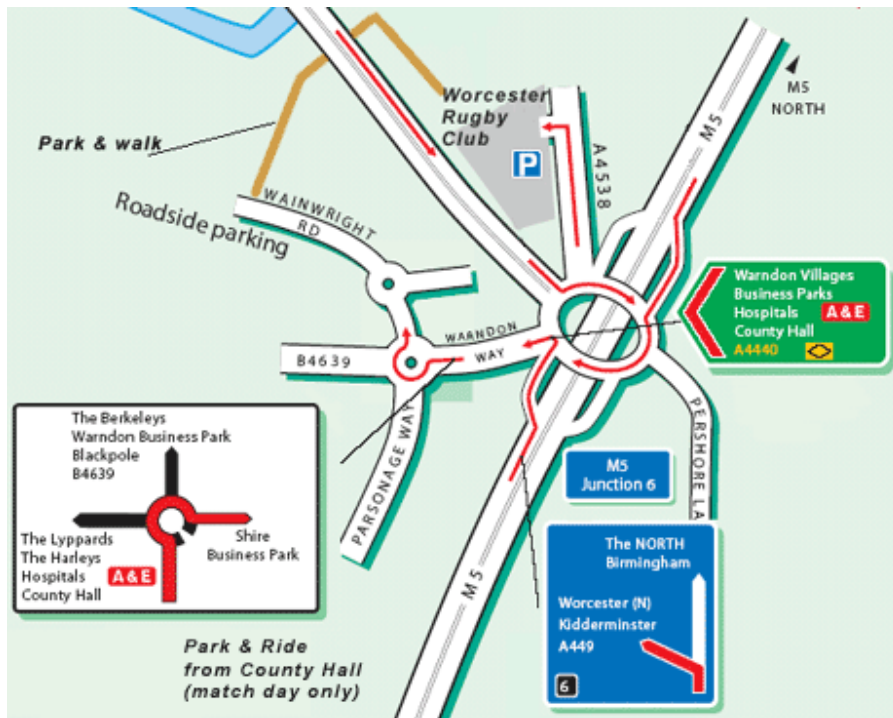 M5
NORTH
M5
Worcester
Rugby
Club
P
A4538
Park & walk
WAINWRIGHT
RD
Roadside parking
Warndon Villages
Business Parks
Hospitals A & E
County Hall
A4440
WAANDON
WAY
B4639
PERSHORE LA
PARSONAGE WAY
M5
Junction 6
The Berkeleys
Warndon Business Park
Blackpole
B4639
The Lyppards
The Harleys
Hospitals A & E
County Hall
Shire
Business Park
M5
The NORTH
Birmingham
Worcester (N)
Kidderminster
A449
6
Park & Ride
from County Hall
(match day only)